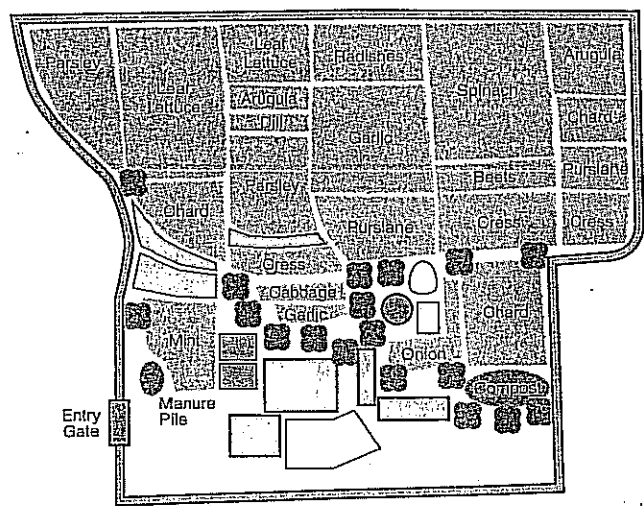 Parsley
Leaf
Lettuce
Leaf
Lettuce
Radishes
Spinach
Arugula
Arugula
Dill
Garlic
Chard
Parsley
Beets
Purslane
Chard
Purslane
Cress
Cress
Cress
Cabbage
Garlic
Chard
Mint
Onion
Compost
Manure
Pile
Entry
Gate